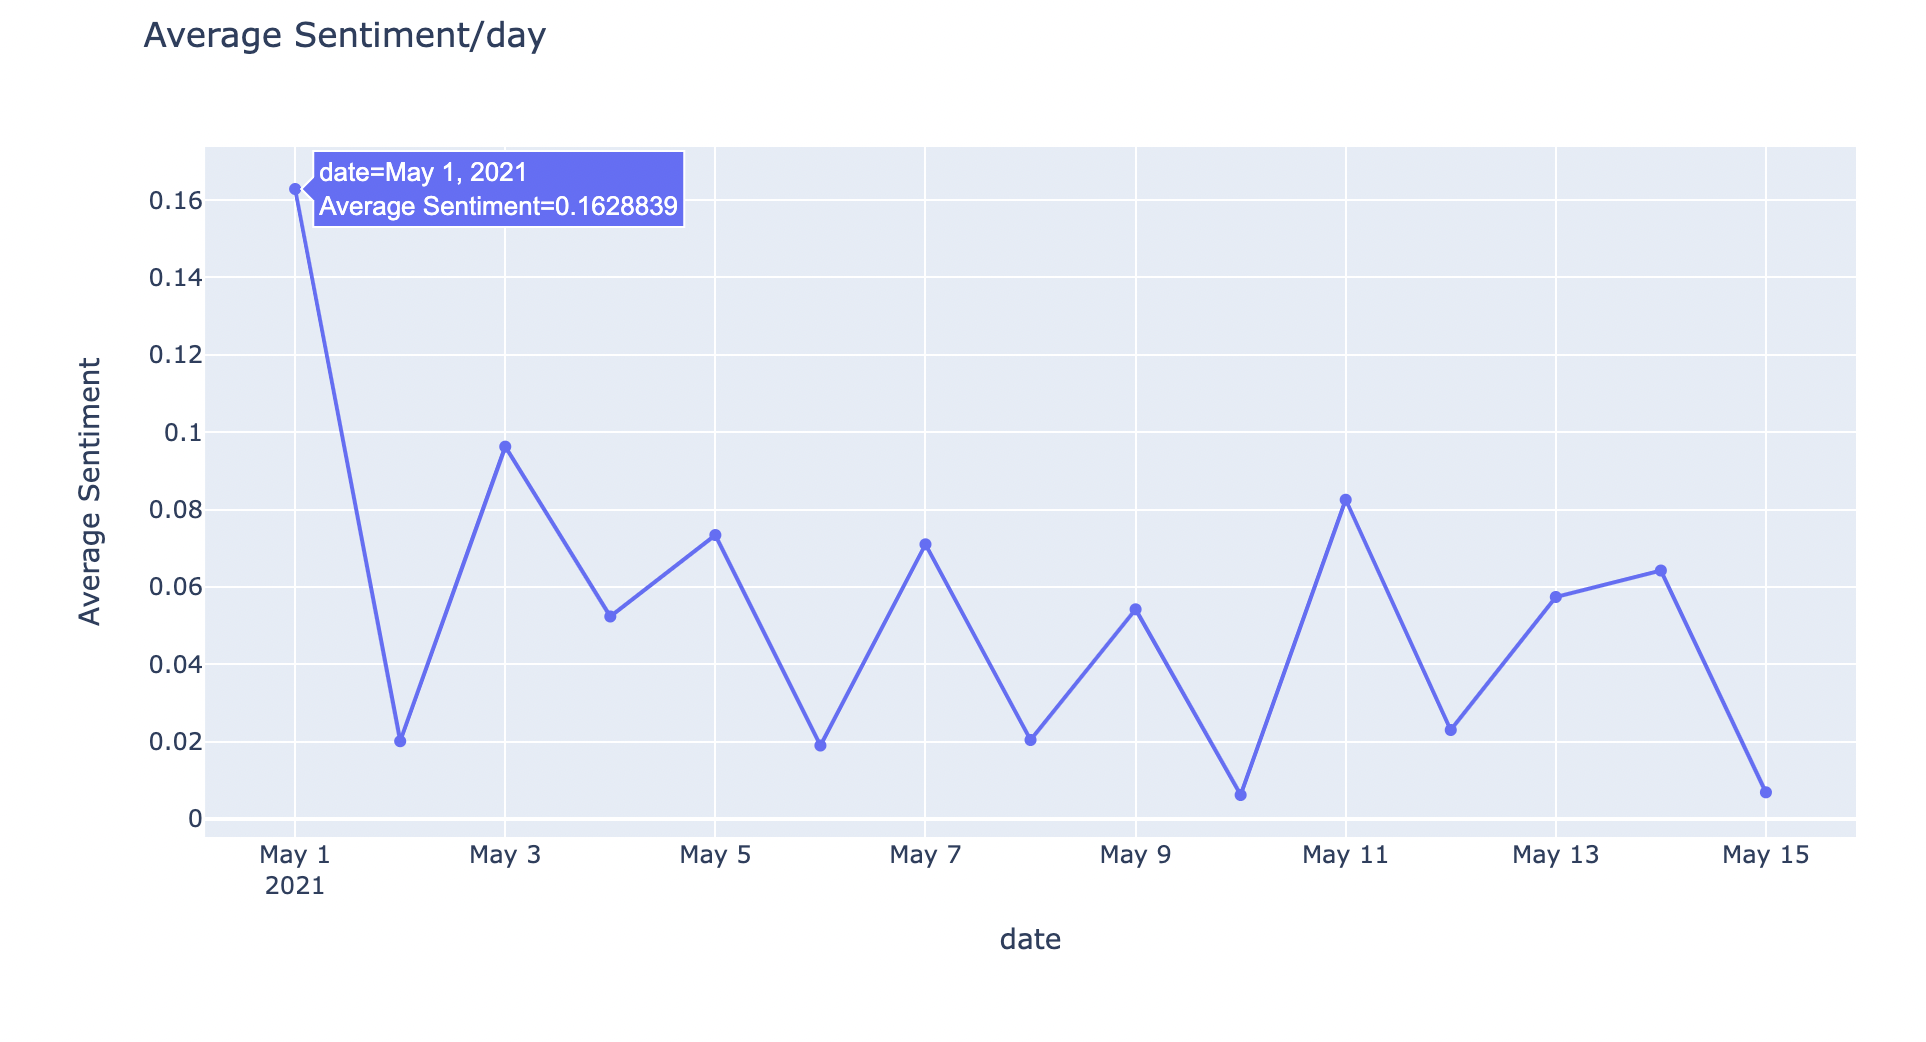 Average Sentiment/day
date=May 1, 2021
Average Sentiment=0.1628839
0.16
0.14
0.12
0.1
0.08
0.06
0.04
0.02
0
Average Sentiment
May 1 May 3 May 5 May 7 May 9 May 11 May 13 May 15
2021
date